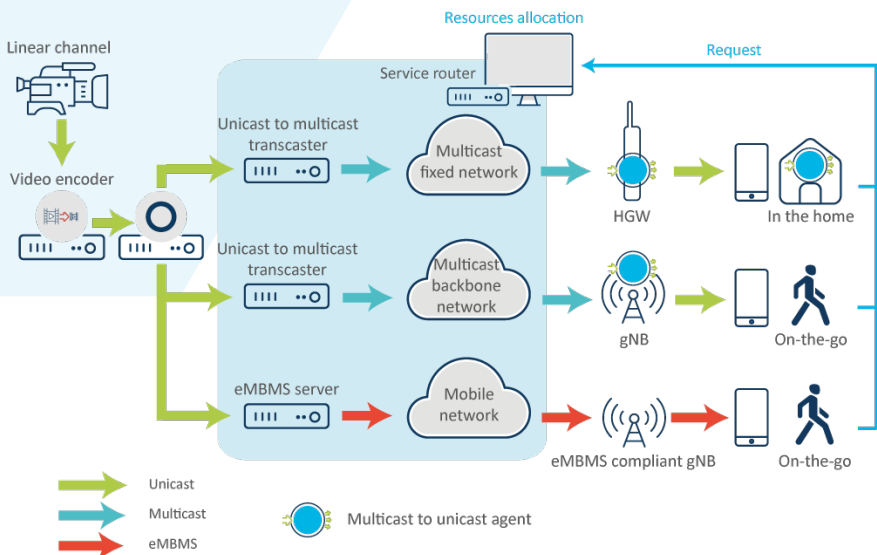 Resources allocation
Linear channel
Request
Service router
Unicast to multicast
transcaster
Multicast
fixed network
Video encoder
HGW
In the home
Unicast to multicast
transcaster
Multicast
backbone
network
gNB
On-the-go
eMBMS server
Mobile
network
eMBMS compliant gNB
On-the-go
Unicast
Multicast
Multicast to unicast agent
eMBMS